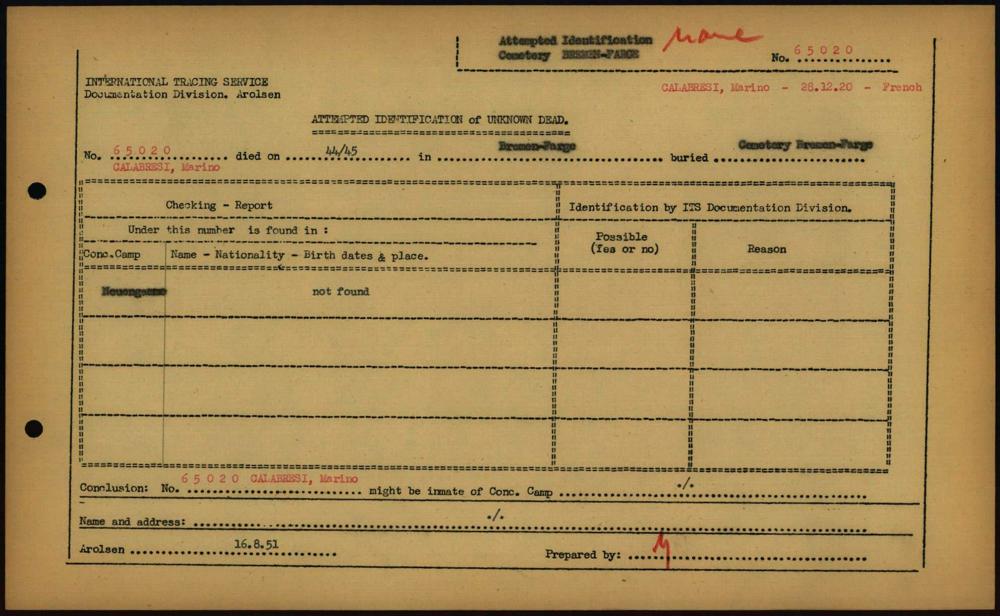 Attempted Identification
Cemetery BREMEN-FARGE
No. 65020
INTERNATIONAL TRACING SERVICE
Documentation Division. Arolsen
CALABRESI, Marino - 28.12.20 - French
ATTEMPTED IDENTIFICATION of UNKNOWN DEAD.
No. 65020 died on 44/45 in Bremen-Farge buried Cemetery Bremen-Farge
CALABRESI, Marino
Checking - Report
Identification by ITS Documentation Division.
Under this number is found in :
Possible
(Yes or no)
Reason
Conc.Camp
Name - Nationality - Birth dates & place.
Neuengamme
not found
Conclusion: No. 65020 CALABRESI, Marino might be inmate of Conc. Camp ./.
Name and address: ./.
Arolsen 16.8.51
Prepared by: